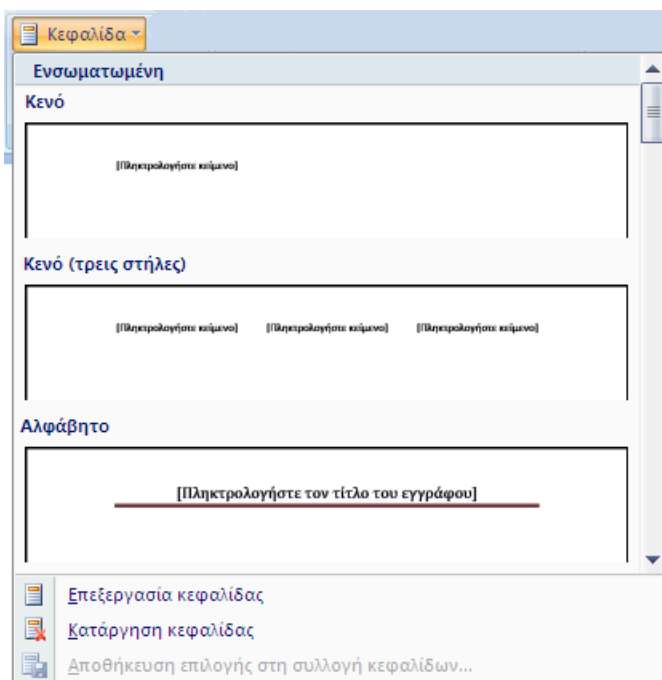 Κεφαλίδα
Ενσωματωμένη
Κενό
[Πληκτρολογήστε κείμενο]
Κενό (τρεις στήλες)
[Πληκτρολογήστε κείμενο] [Πληκτρολογήστε κείμενο] [Πληκτρολογήστε κείμενο]
Αλφάβητο
[Πληκτρολογήστε τον τίτλο του εγγράφου]
Επεξεργασία κεφαλίδας
Κατάργηση κεφαλίδας
Αποθήκευση επιλογής στη συλλογή κεφαλίδων...